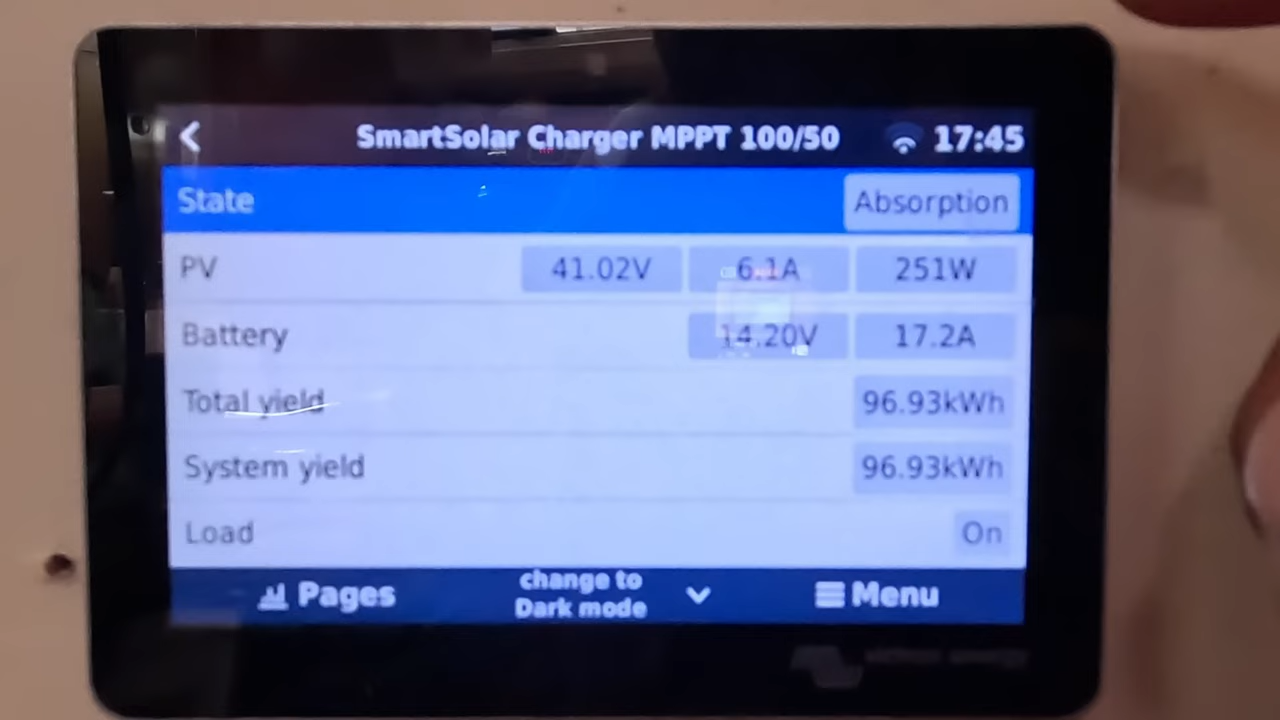 SmartSolar Charger MPPT 100/50 17:45
State Absorption
PV 41.02V 6.1A 251W
Battery 14.20V 17.2A
Total yield 96.93kWh
System yield 96.93kWh
Load On
Pages change to Dark mode Menu